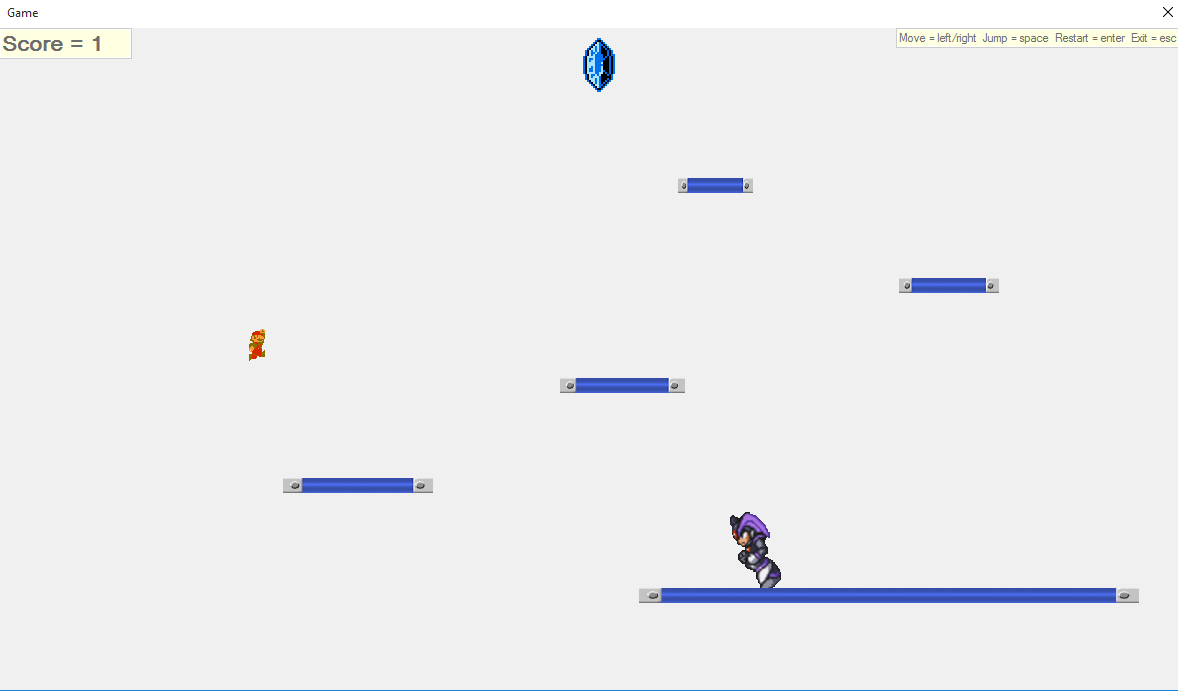 Game
Score = 1
Move = left/right  Jump = space  Restart = enter  Exit = esc